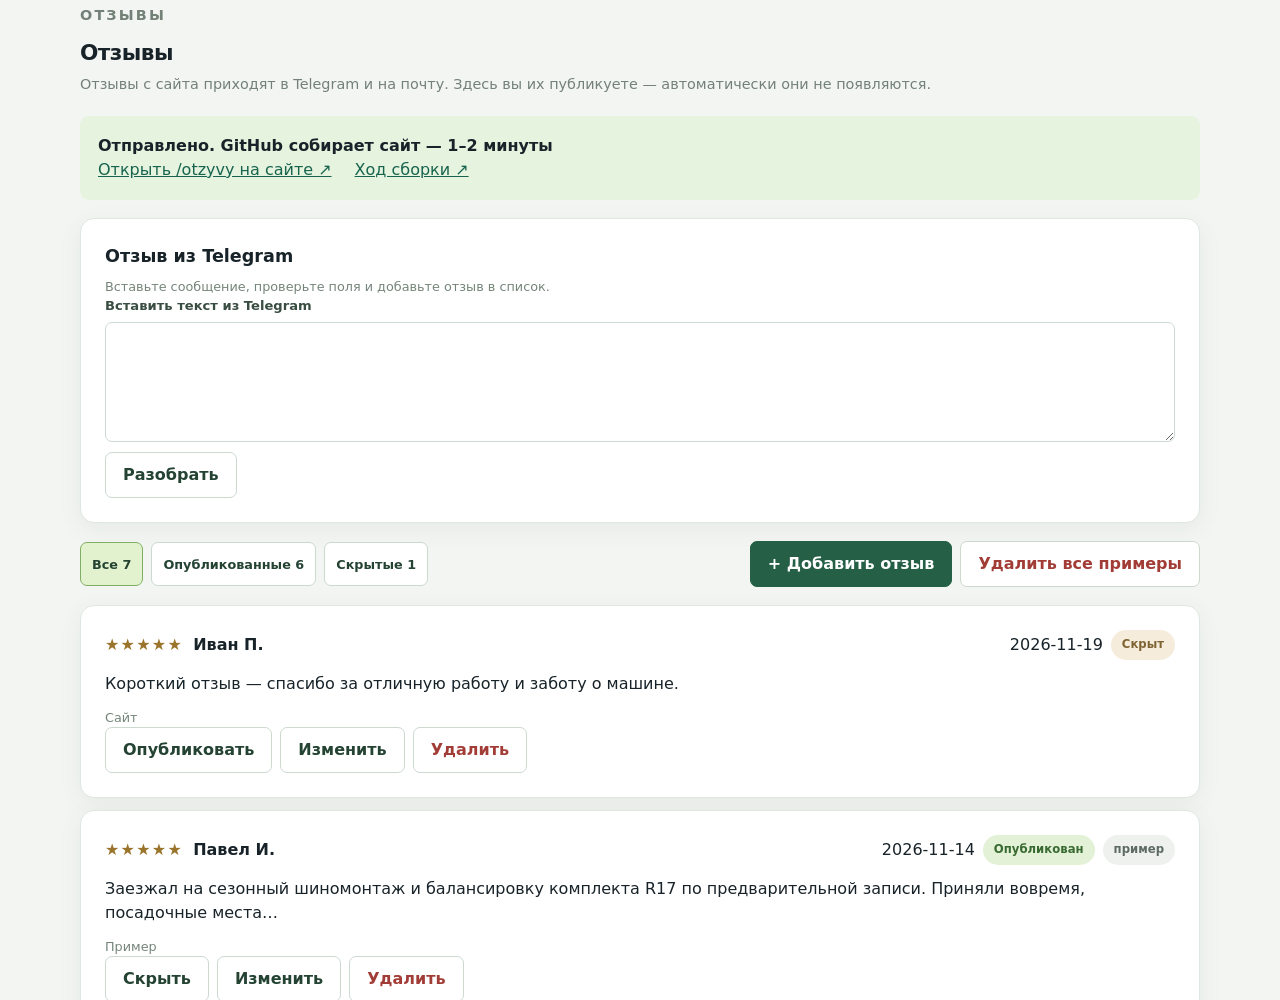 ОТЗЫВЫ
Отзывы
Отзывы с сайта приходят в Telegram и на почту. Здесь вы их публикуете — автоматически они не появляются.
Отправлено. GitHub собирает сайт — 1–2 минуты
Открыть /otzyvy на сайте ↗ Ход сборки ↗
Отзыв из Telegram
Вставьте сообщение, проверьте поля и добавьте отзыв в список.
Вставить текст из Telegram
Разобрать
Все 7 Опубликованные 6 Скрытые 1 + Добавить отзыв Удалить все примеры
★★★★★ Иван П. 2026-11-19 Скрыт
Короткий отзыв — спасибо за отличную работу и заботу о машине.
Сайт
Опубликовать Изменить Удалить
★★★★★ Павел И. 2026-11-14 Опубликован пример
Заезжал на сезонный шиномонтаж и балансировку комплекта R17 по предварительной записи. Приняли вовремя,
посадочные места…
Пример
Скрыть Изменить Удалить